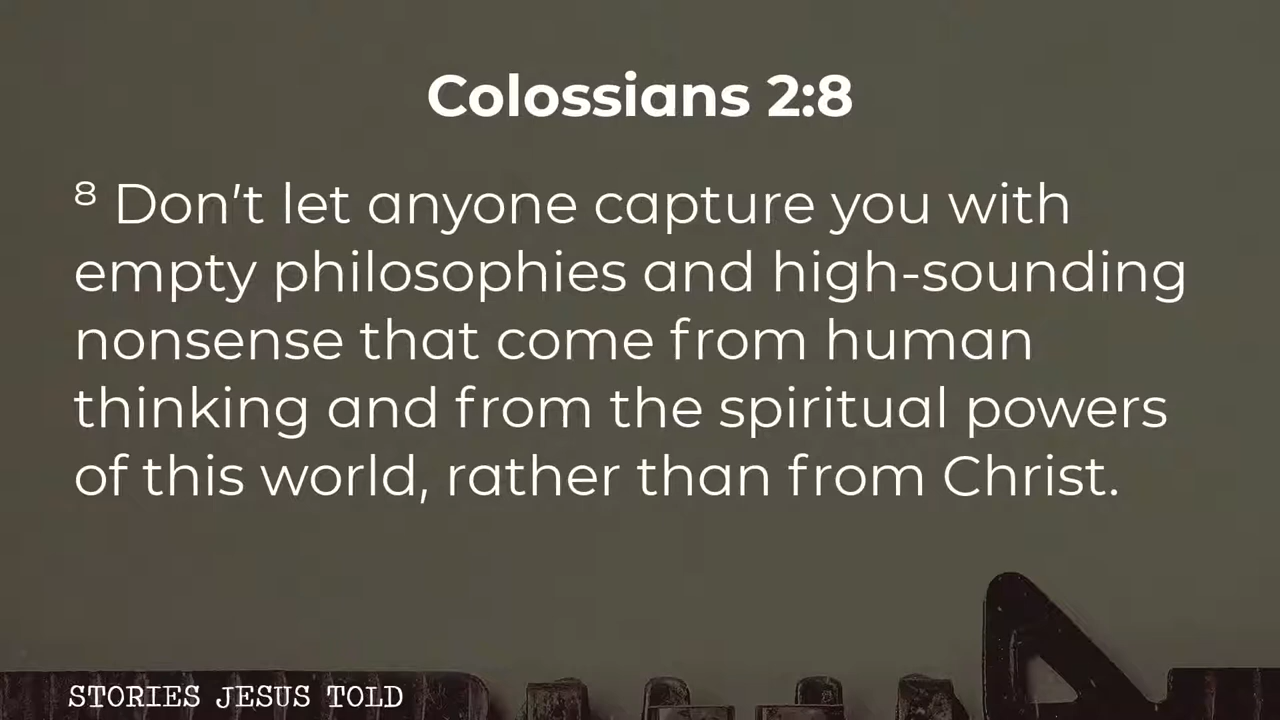 Colossians 2:8
⁸ Don’t let anyone capture you with
empty philosophies and high-sounding
nonsense that come from human
thinking and from the spiritual powers
of this world, rather than from Christ.
STORIES JESUS TOLD